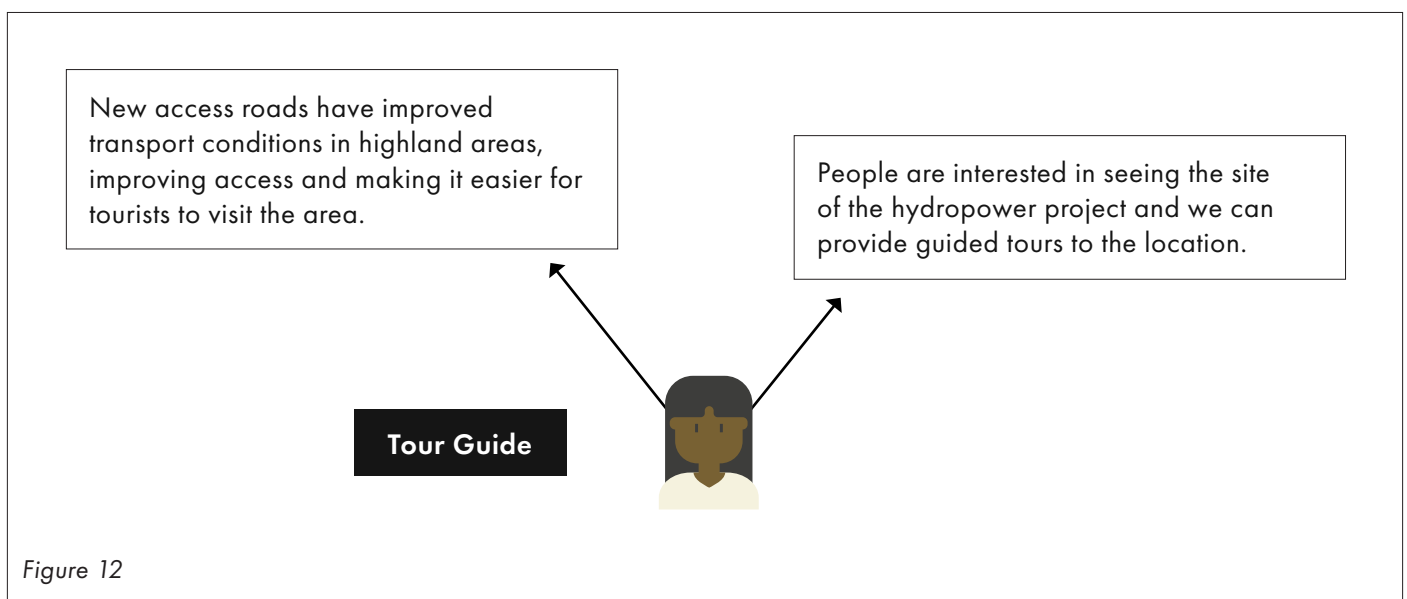 New access roads have improved
transport conditions in highland areas,
improving access and making it easier for
tourists to visit the area.
People are interested in seeing the site
of the hydropower project and we can
provide guided tours to the location.
Tour Guide
Figure 12